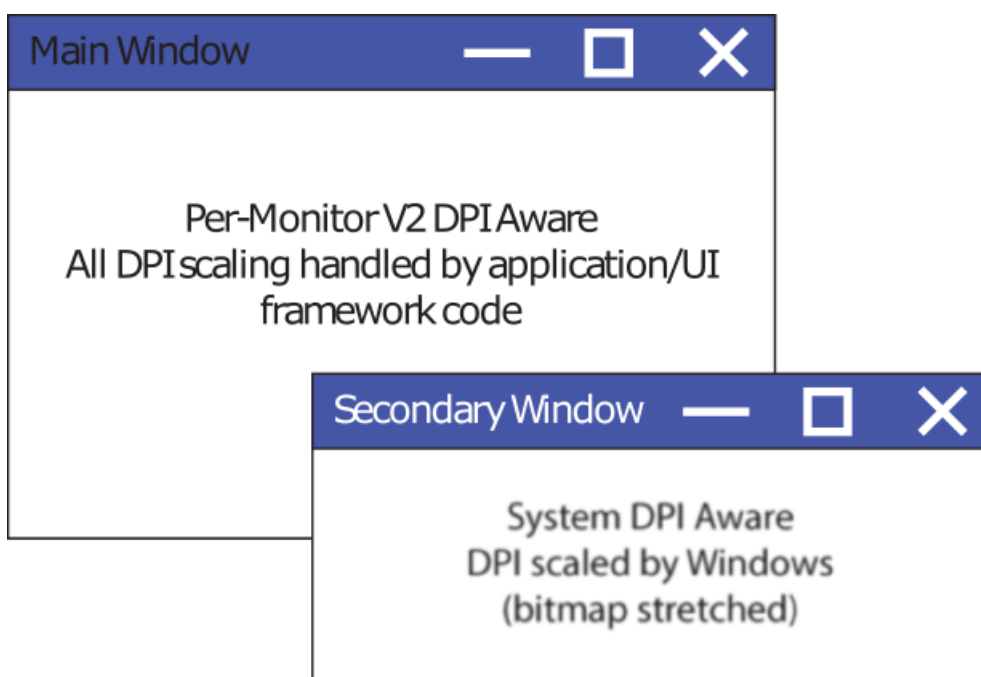 Main Window
Per-Monitor V2 DPI Aware
All DPI scaling handled by application/UI
framework code
Secondary Window
System DPI Aware
DPI scaled by Windows
(bitmap stretched)